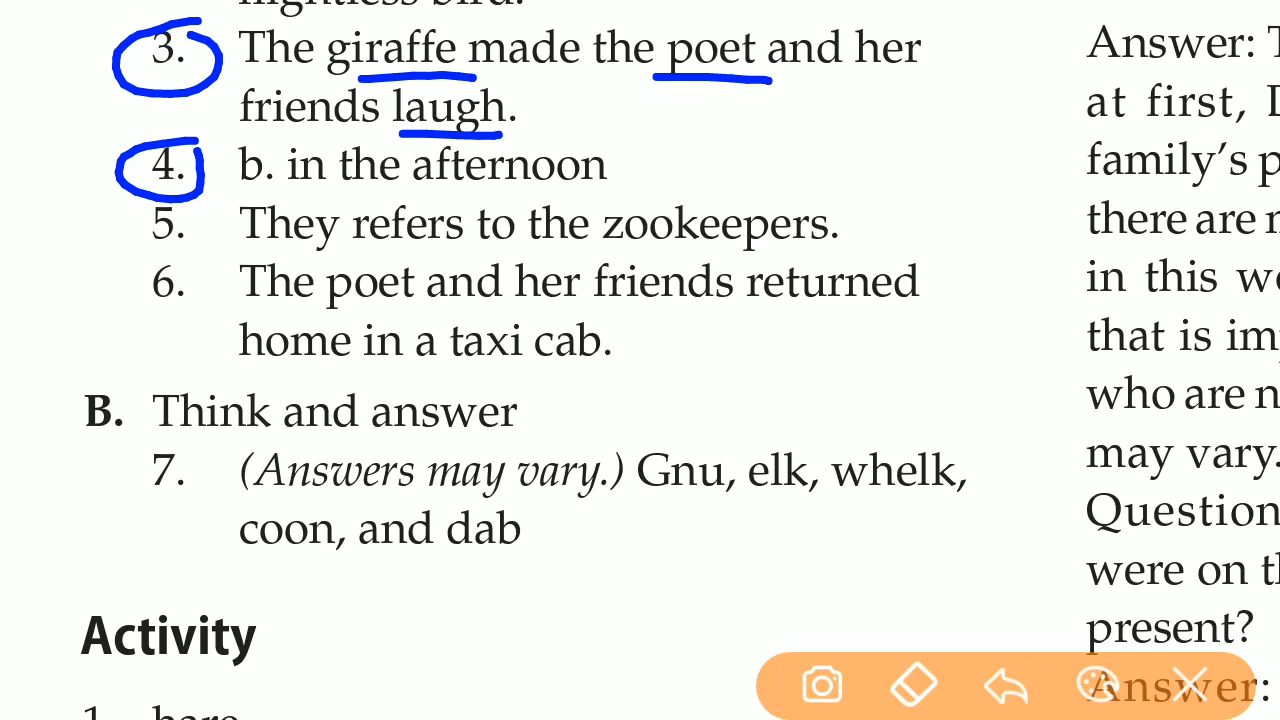 flightless bird.
3. The giraffe made the poet and her
friends laugh.
4. b. in the afternoon
5. They refers to the zookeepers.
6. The poet and her friends returned
home in a taxi cab.
B. Think and answer
7. (Answers may vary.) Gnu, elk, whelk,
coon, and dab
Activity
Answer:
at first,
family's
there are
in this
that is
who are
may vary.
Question
were on
present?
Answer: